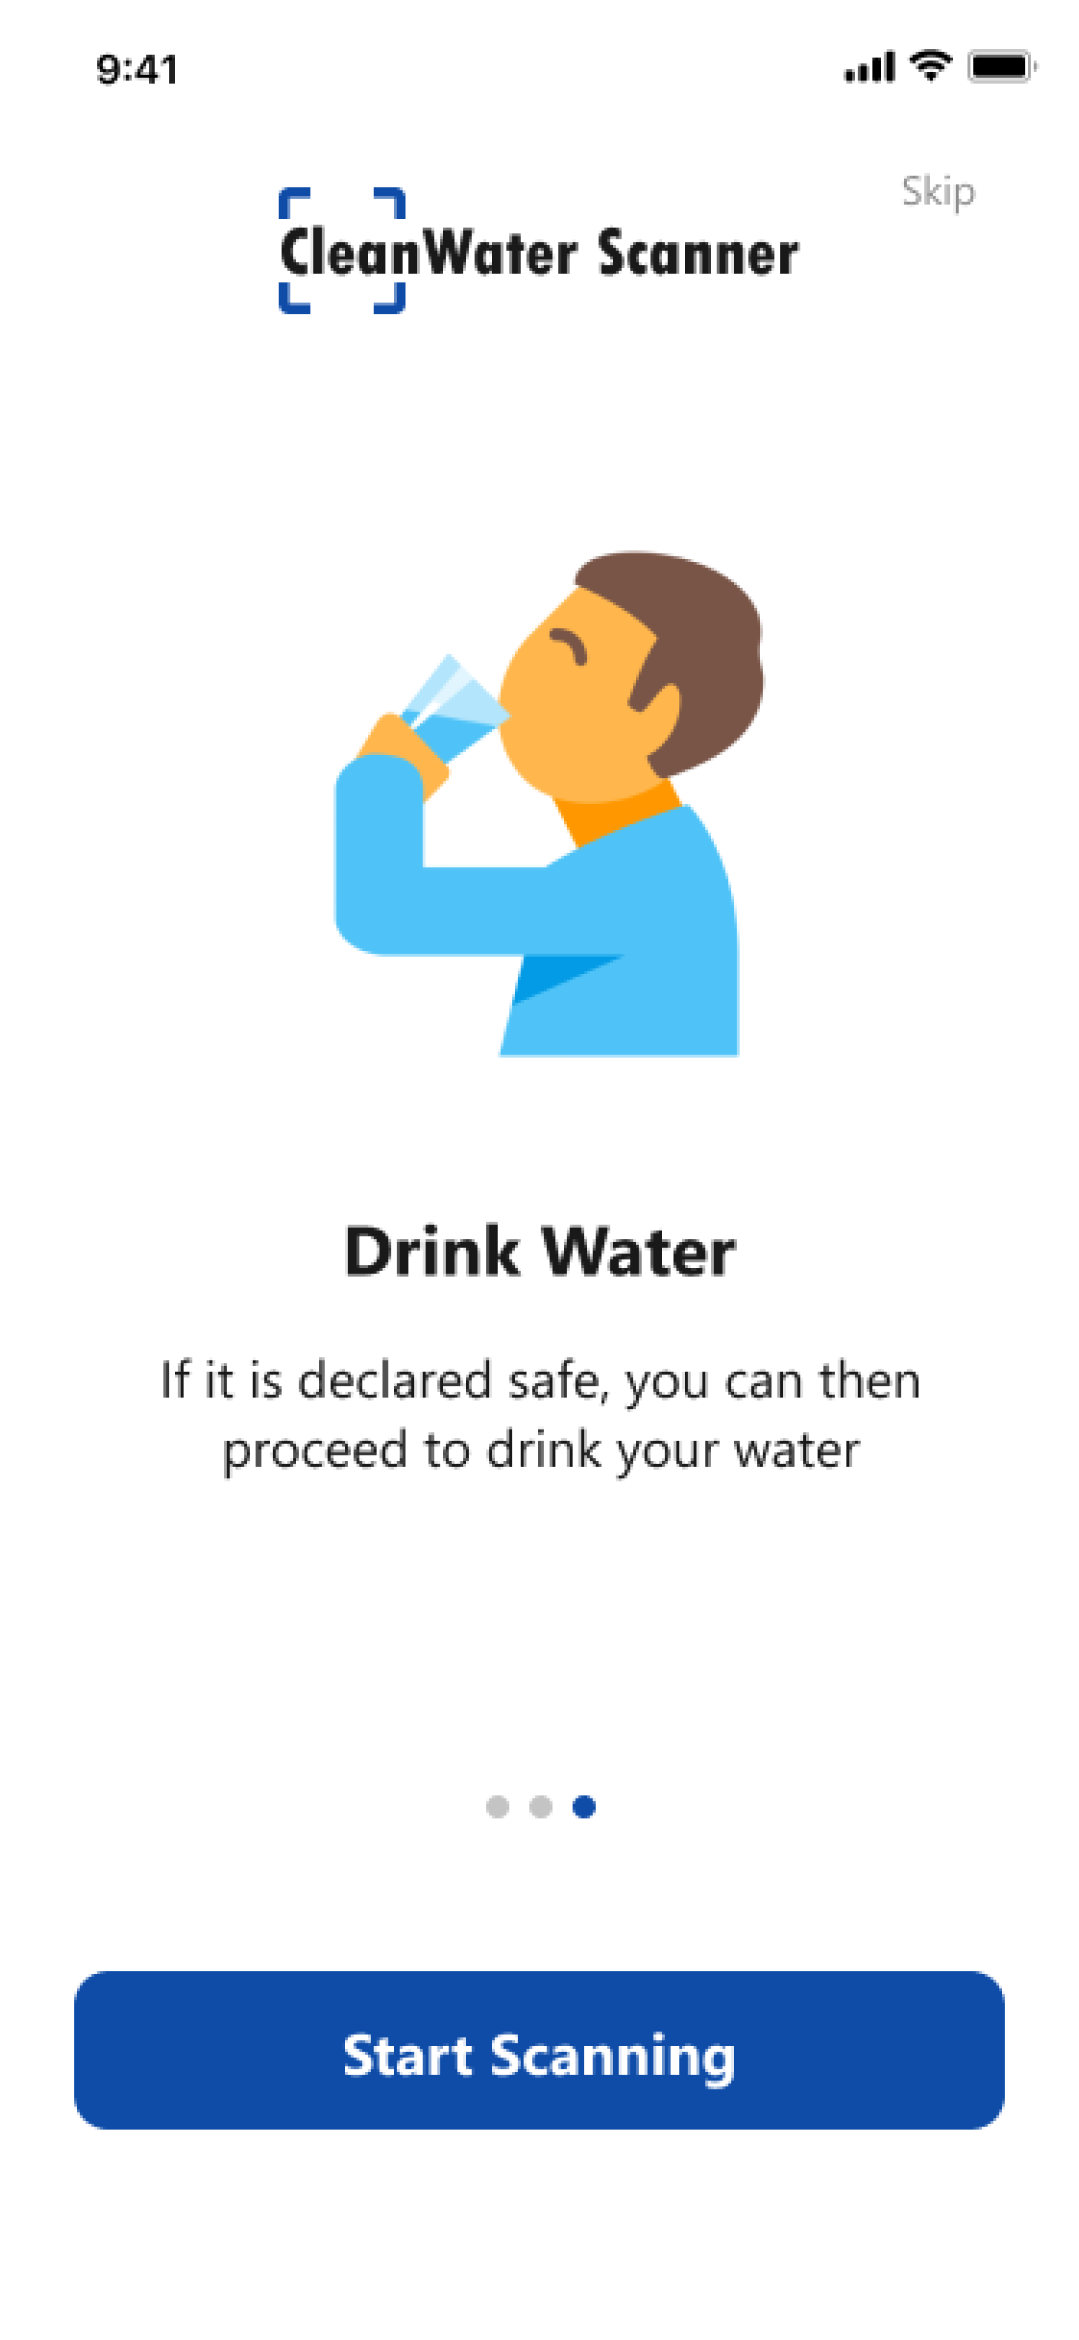 9:41
Skip
CleanWater Scanner
Drink Water
If it is declared safe, you can then
proceed to drink your water
Start Scanning